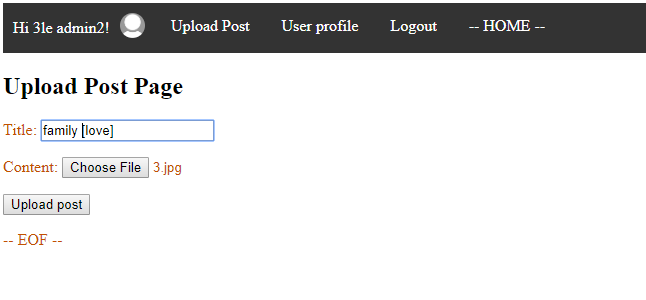 Hi 3le admin2! Upload Post User profile Logout -- HOME --
Upload Post Page
Title: family [love]
Content: Choose File 3.jpg
Upload post
-- EOF --